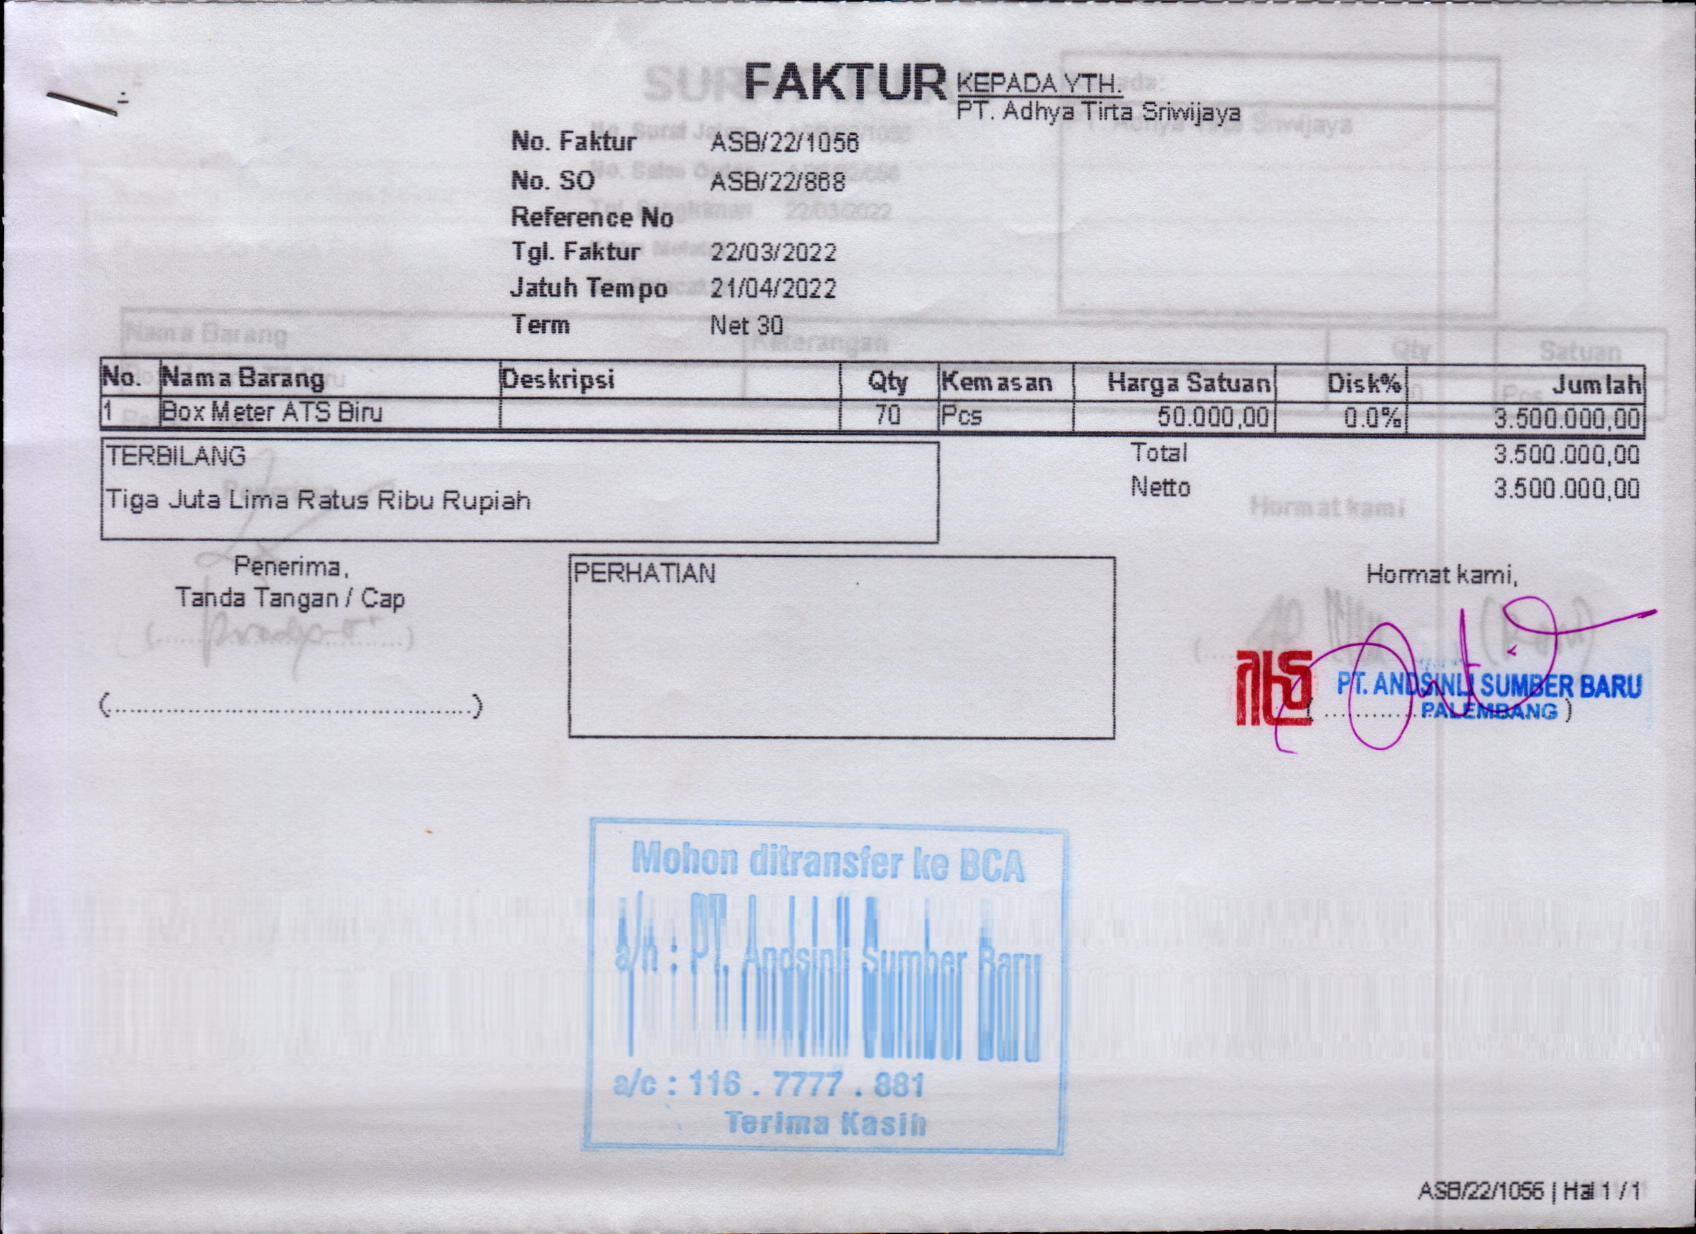 FAKTUR
KEPADA YTH.
PT. Adhya Tirta Sriwijaya
No. Faktur ASB/22/1056
No. SO ASB/22/868
Reference No
Tgl. Faktur 22/03/2022
Jatuh Tempo 21/04/2022
Term Net 30
No. Nama Barang Deskripsi Qty Kemasan Harga Satuan Disk% Jumlah
1 Box Meter ATS Biru 70 Pcs 50.000,00 0.0% 3.500.000,00
TERBILANG
Tiga Juta Lima Ratus Ribu Rupiah
Total 3.500.000,00
Netto 3.500.000,00
Penerima,
Tanda Tangan / Cap
(..............................................)
PERHATIAN
Hormat kami,
PT. ANDSINLI SUMBER BARU
PALEMBANG
Mohon ditransfer ke BCA
a/n : PT. Andsinli Sumber Baru
a/c : 116 . 7777 . 881
Terima Kasih
ASB/22/1056 | Hal 1 / 1